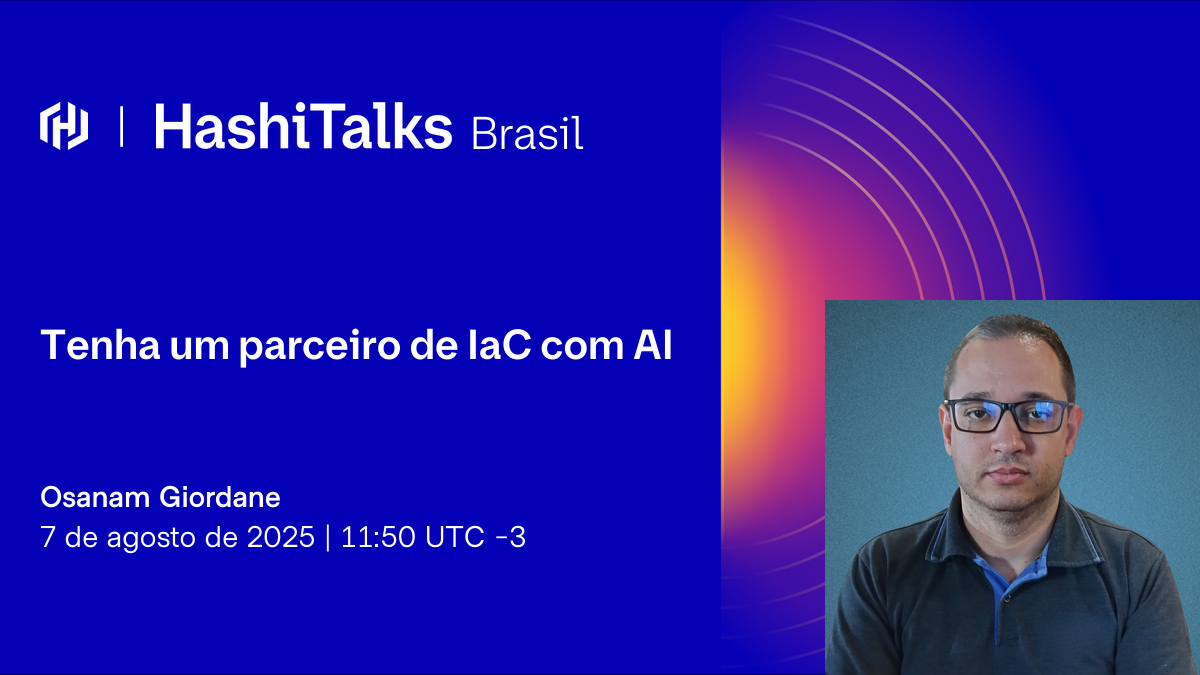 HashiTalks Brasil
Tenha um parceiro de IaC com AI
Osanam Giordane
7 de agosto de 2025 | 11:50 UTC -3